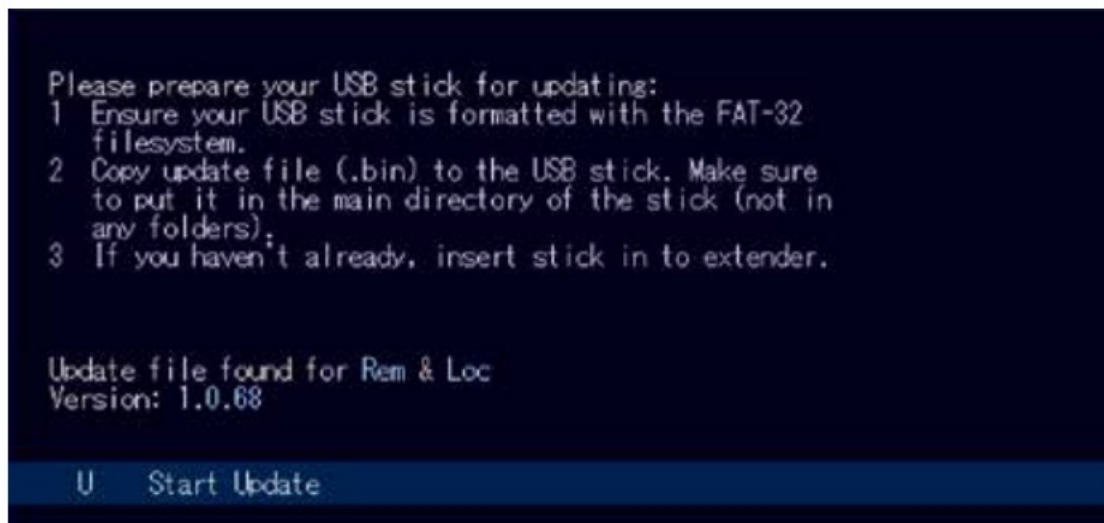 Please prepare your USB stick for updating:
1 Ensure your USB stick is formatted with the FAT-32
filesystem.
2 Copy update file (.bin) to the USB stick. Make sure
to put it in the main directory of the stick (not in
any folders).
3 If you haven't already, insert stick in to extender.
Update file found for Rem & Loc
Version: 1.0.68
U Start Update